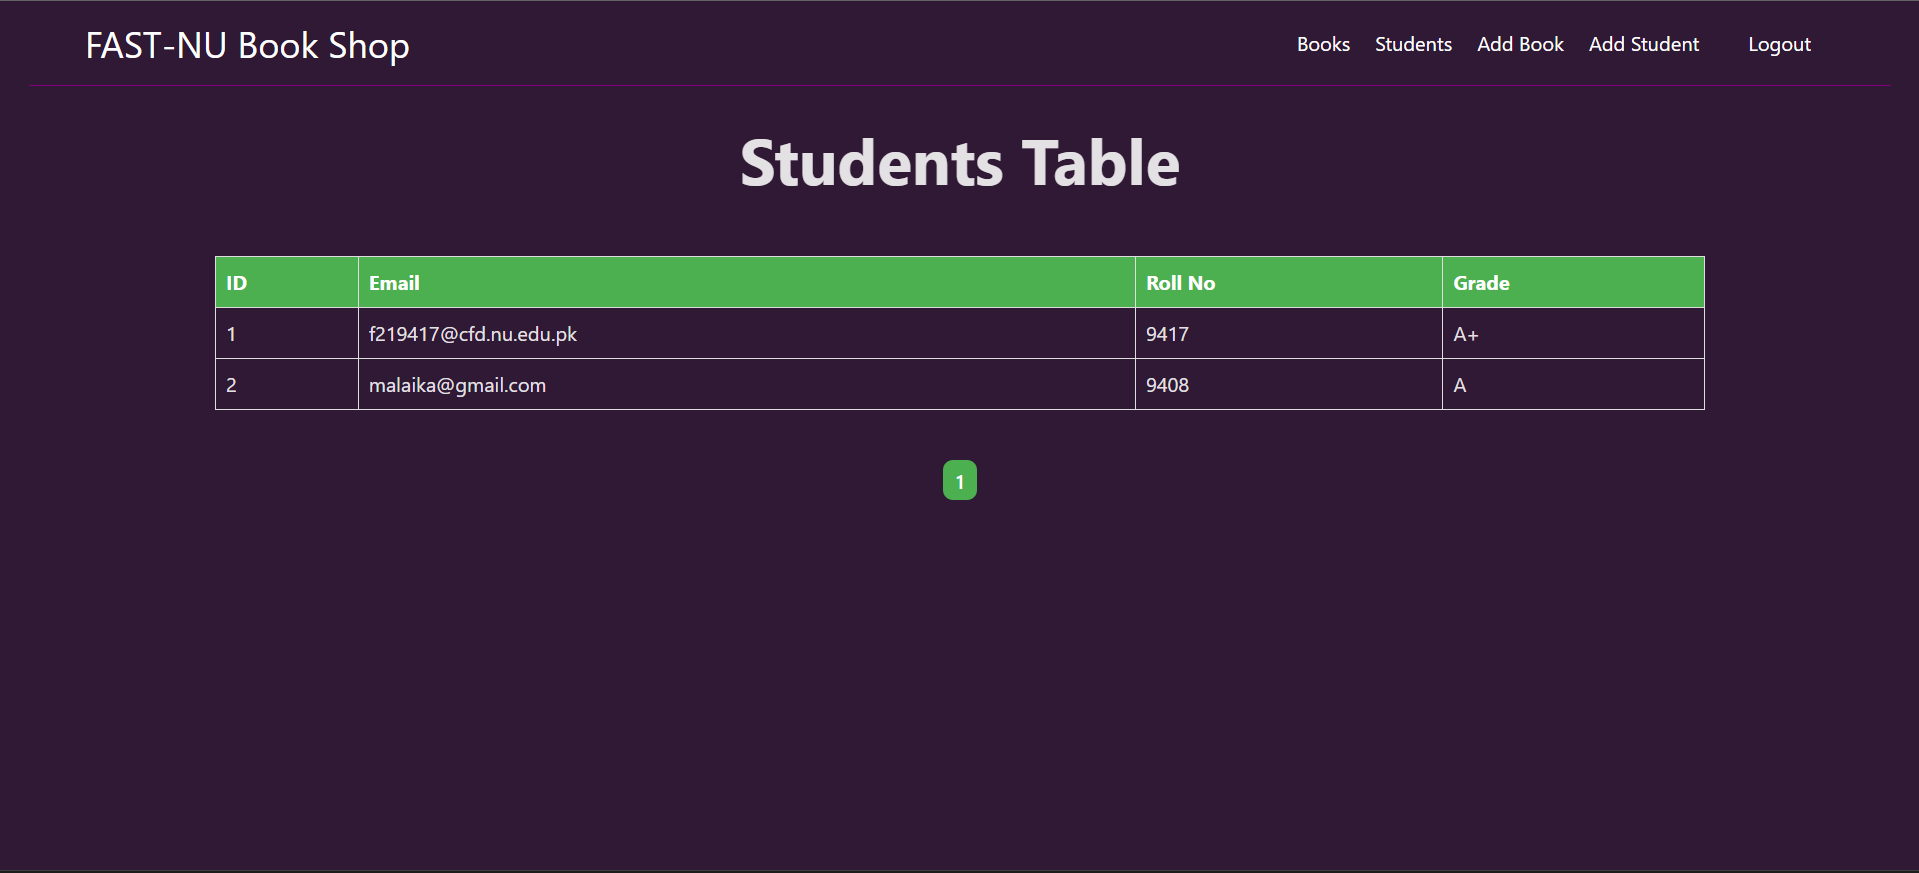 FAST-NU Book Shop Books Students Add Book Add Student Logout
Students Table
ID Email Roll No Grade
1 f219417@cfd.nu.edu.pk 9417 A+
2 malaika@gmail.com 9408 A
1